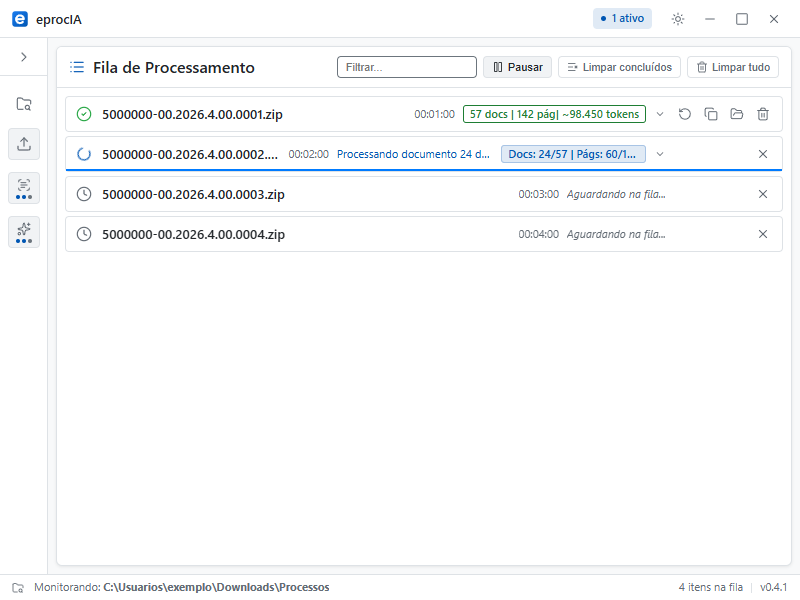 eprocIA
1 ativo
Fila de Processamento
Filtrar...
Pausar
Limpar concluídos
Limpar tudo
5000000-00.2026.4.00.0001.zip 00:01:00 57 docs | 142 pág| ~98.450 tokens
5000000-00.2026.4.00.0002.... 00:02:00 Processando documento 24 d... Docs: 24/57 | Págs: 60/1...
5000000-00.2026.4.00.0003.zip 00:03:00 Aguardando na fila...
5000000-00.2026.4.00.0004.zip 00:04:00 Aguardando na fila...
Monitorando: C:\Usuarios\exemplo\Downloads\Processos
4 itens na fila
v0.4.1